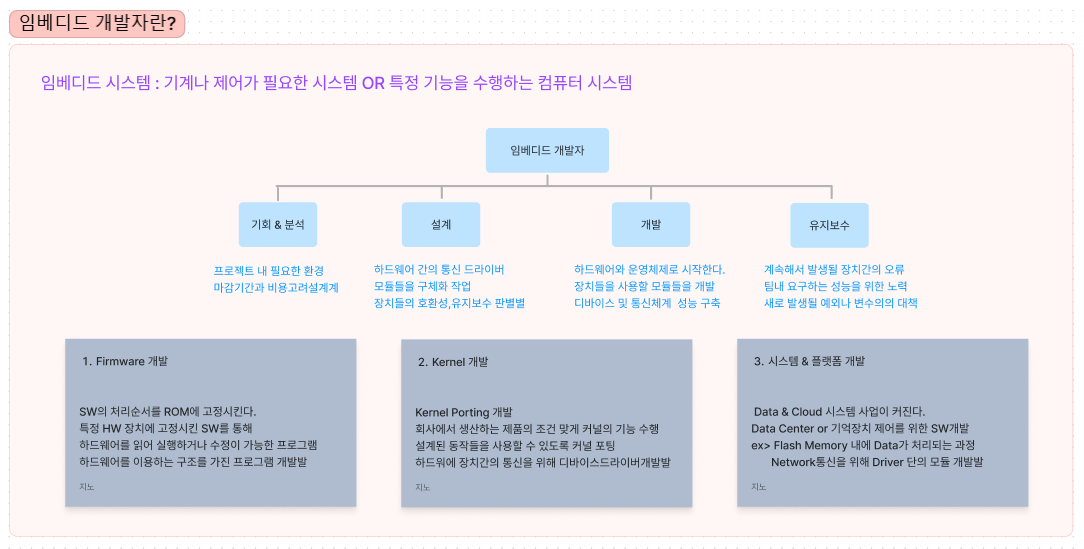 임베디드 개발자란?
임베디드 시스템 : 기계나 제어가 필요한 시스템 OR 특정 기능을 수행하는 컴퓨터 시스템
임베디드 개발자
기회 & 분석
설계
개발
유지보수
프로젝트 내 필요한 환경
마감기간과 비용고려설계계
하드웨어 간의 통신 드라이버
모듈들을 구체화 작업
장치들의 호환성,유지보수 판별별
하드웨어와 운영체제로 시작한다.
장치들을 사용할 모듈들을 개발
디바이스 및 통신체계 성능 구축
계속해서 발생될 장치간의 오류
팀내 요구하는 성능을 위한 노력
새로 발생될 예외나 변수의의 대책
1. Firmware 개발
SW의 처리순서를 ROM에 고정시킨다.
특정 HW 장치에 고정시킨 SW를 통해
하드웨어를 읽어 실행하거나 수정이 가능한 프로그램
하드웨어를 이용하는 구조를 가진 프로그램 개발발
지노
2. Kernel 개발
Kernel Porting 개발
회사에서 생산하는 제품의 조건 맞게 커널의 기능 수행
설계된 동작들을 사용할 수 있도록 커널 포팅
하드웨에 장치간의 통신을 위해 디바이스드라이버개발발
지노
3. 시스템 & 플랫폼 개발
Data & Cloud 시스템 사업이 커진다.
Data Center or 기억장치 제어를 위한 SW개발
ex> Flash Memory 내에 Data가 처리되는 과정
Network통신을 위해 Driver 단의 모듈 개발발
지노